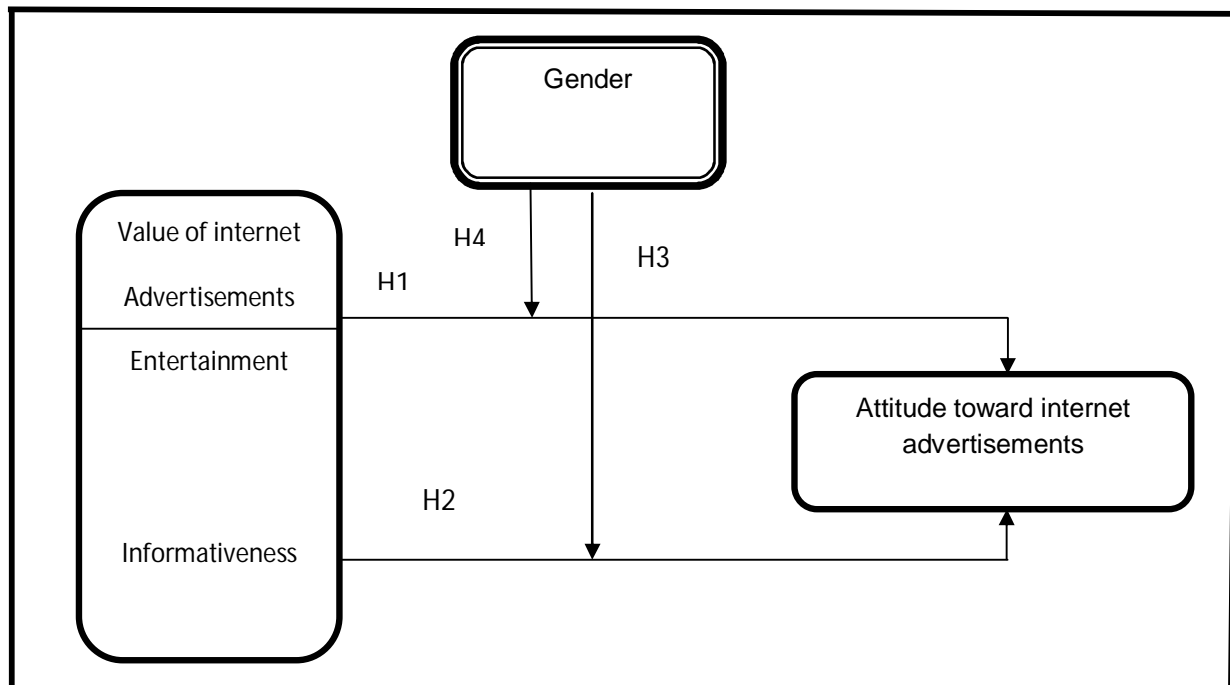 Gender
Value of internet
Advertisements
H4
H3
H1
Entertainment
Attitude toward internet
advertisements
H2
Informativeness